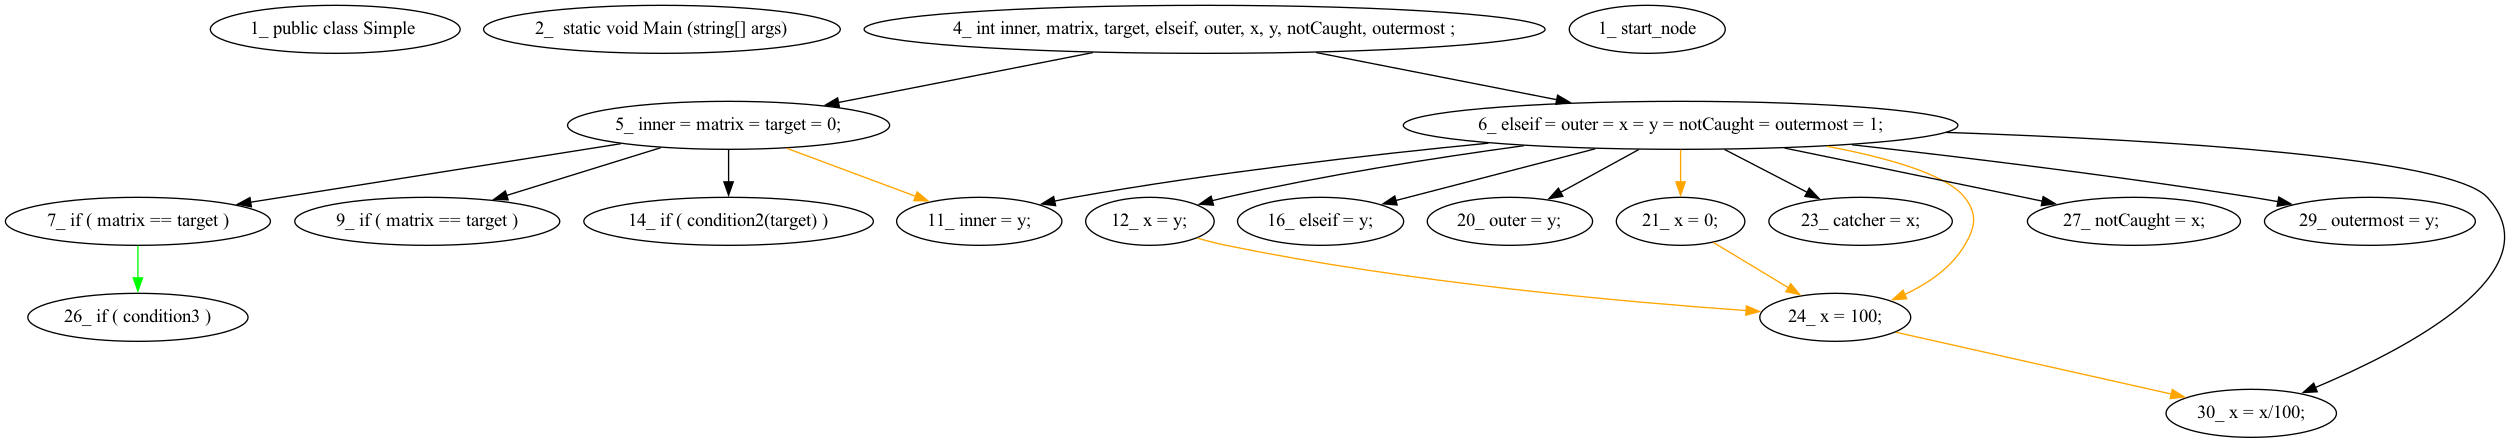 1_ public class Simple
2_  static void Main (string[] args)
4_ int inner, matrix, target, elseif, outer, x, y, notCaught, outermost ;
1_ start_node
5_ inner = matrix = target = 0;
6_ elseif = outer = x = y = notCaught = outermost = 1;
7_ if ( matrix == target )
9_ if ( matrix == target )
14_ if ( condition2(target) )
11_ inner = y;
12_ x = y;
16_ elseif = y;
20_ outer = y;
21_ x = 0;
23_ catcher = x;
27_ notCaught = x;
29_ outermost = y;
26_ if ( condition3 )
24_ x = 100;
30_ x = x/100;